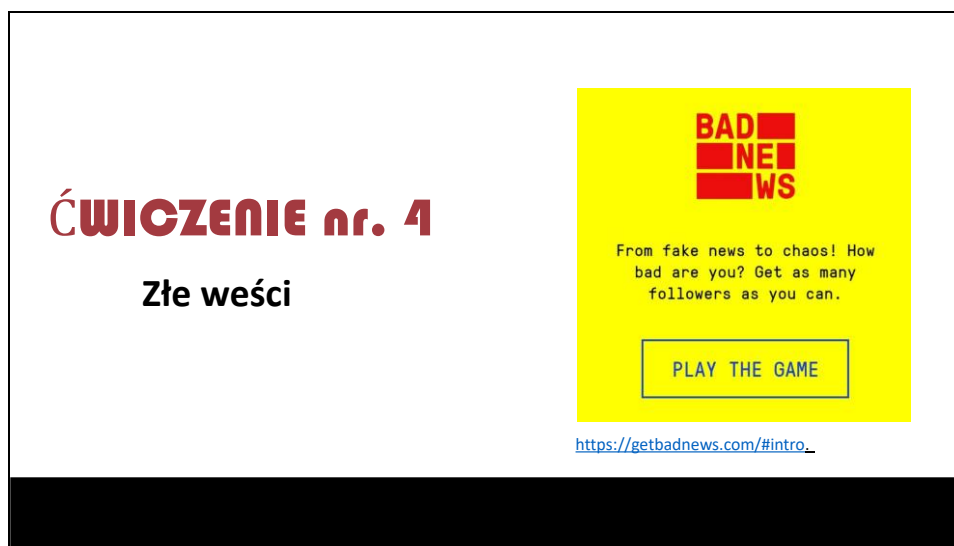 ĆWICZENIE nr. 4
Złe weści
BAD
NE
WS
From fake news to chaos! How
bad are you? Get as many
followers as you can.
PLAY THE GAME
https://getbadnews.com/#intro.